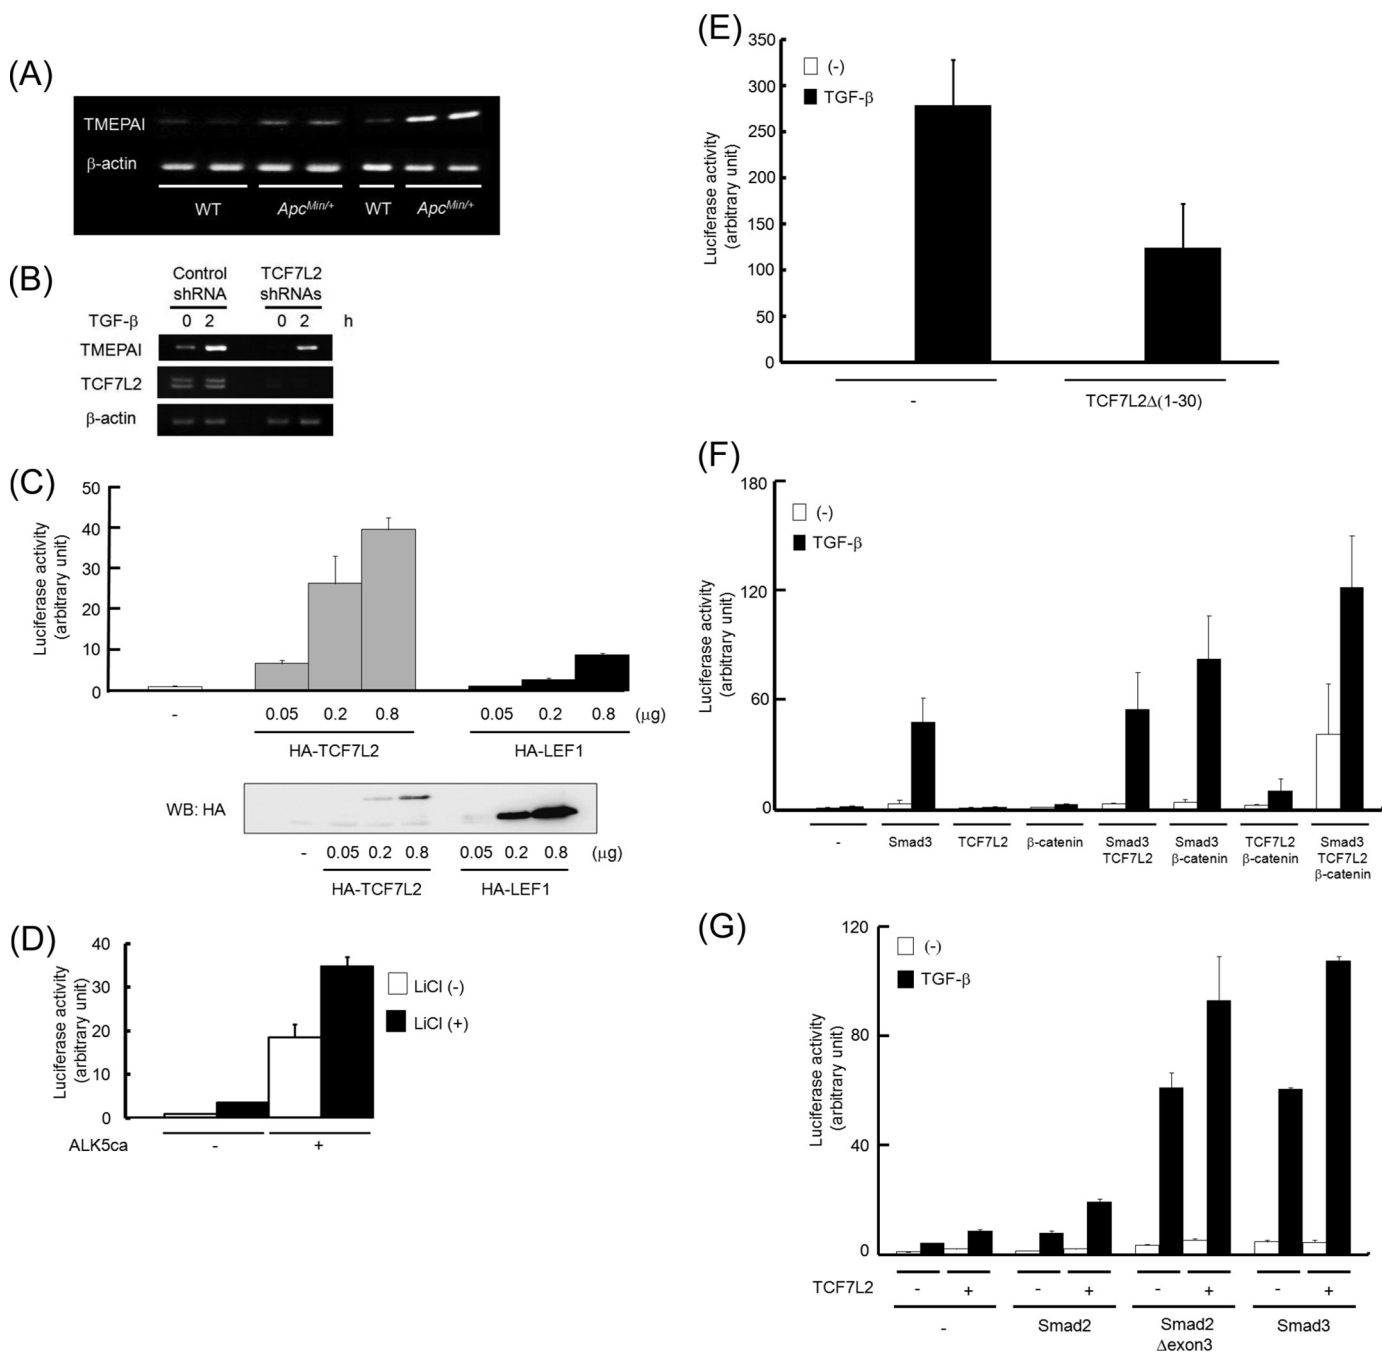 (A)
TMEPAI
β-actin
WT
Apc^Min/+
WT
Apc^Min/+
(B)
Control
shRNA
TCF7L2
shRNAs
TGF-β 0 2 0 2 h
TMEPAI
TCF7L2
β-actin
(C)
Luciferase activity
(arbitrary unit)
50
40
30
20
10
0
- 0.05 0.2 0.8 0.05 0.2 0.8 (μg)
HA-TCF7L2 HA-LEF1
WB: HA
- 0.05 0.2 0.8 0.05 0.2 0.8 (μg)
HA-TCF7L2 HA-LEF1
(D)
Luciferase activity
(arbitrary unit)
40
30
20
10
0
LiCl (-)
LiCl (+)
ALK5ca - +
(E)
Luciferase activity
(arbitrary unit)
350
300
250
200
150
100
50
0
(-)
TGF-β
- TCF7L2Δ(1-30)
(F)
Luciferase activity
(arbitrary unit)
180
120
60
0
(-)
TGF-β
-
Smad3
TCF7L2
β-catenin
Smad3
TCF7L2
Smad3
β-catenin
TCF7L2
β-catenin
Smad3
TCF7L2
β-catenin
(G)
Luciferase activity
(arbitrary unit)
120
80
40
0
(-)
TGF-β
TCF7L2 - + - + - + - +
-
Smad2
Smad2
Δexon3
Smad3